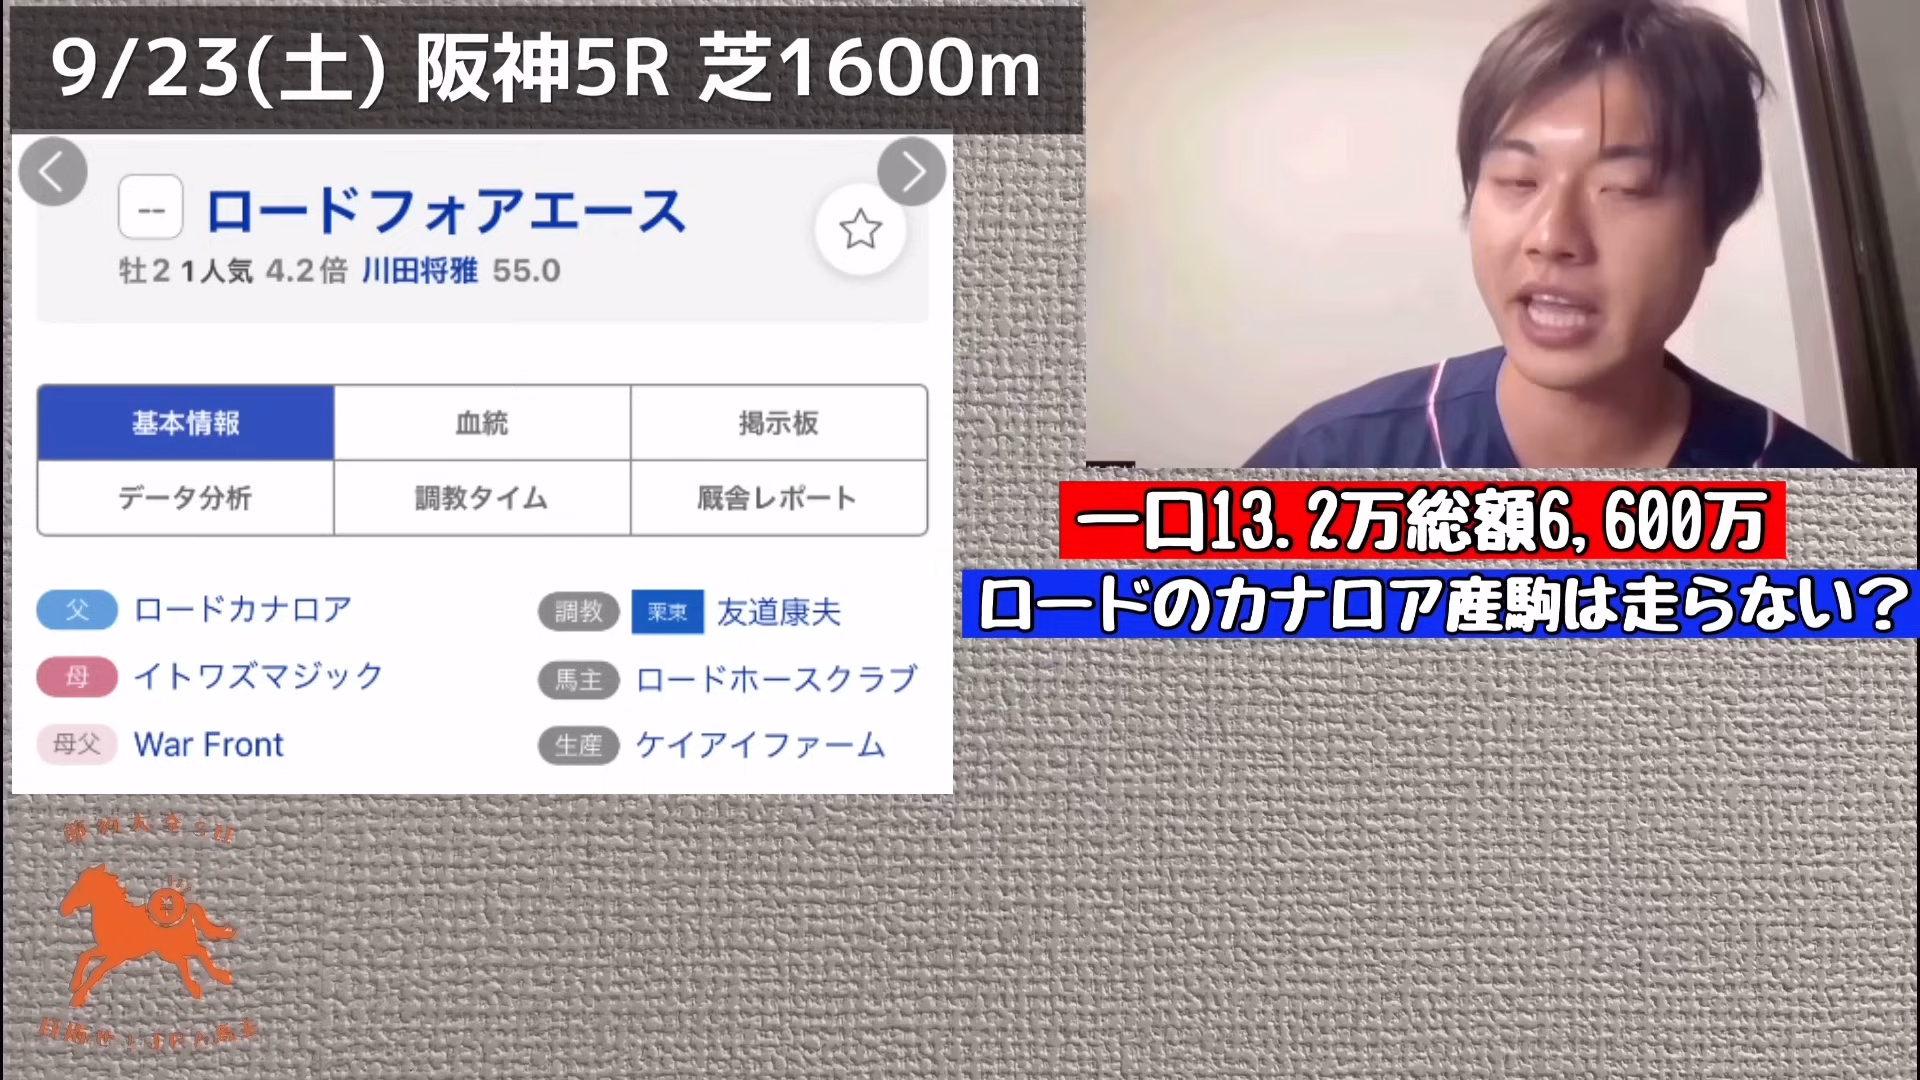 9/23(土) 阪神5R 芝1600m
-- ロードフォアエース
牡2 1人気 4.2倍 川田将雅 55.0
基本情報 血統 掲示板
データ分析 調教タイム 厩舎レポート
父 ロードカナロア 調教 栗東 友道康夫
母 イトワズマジック 馬主 ロードホースクラブ
母父 War Front 生産 ケイアイファーム
一口13.2万総額6,600万
ロードのカナロア産駒は走らない?
¥